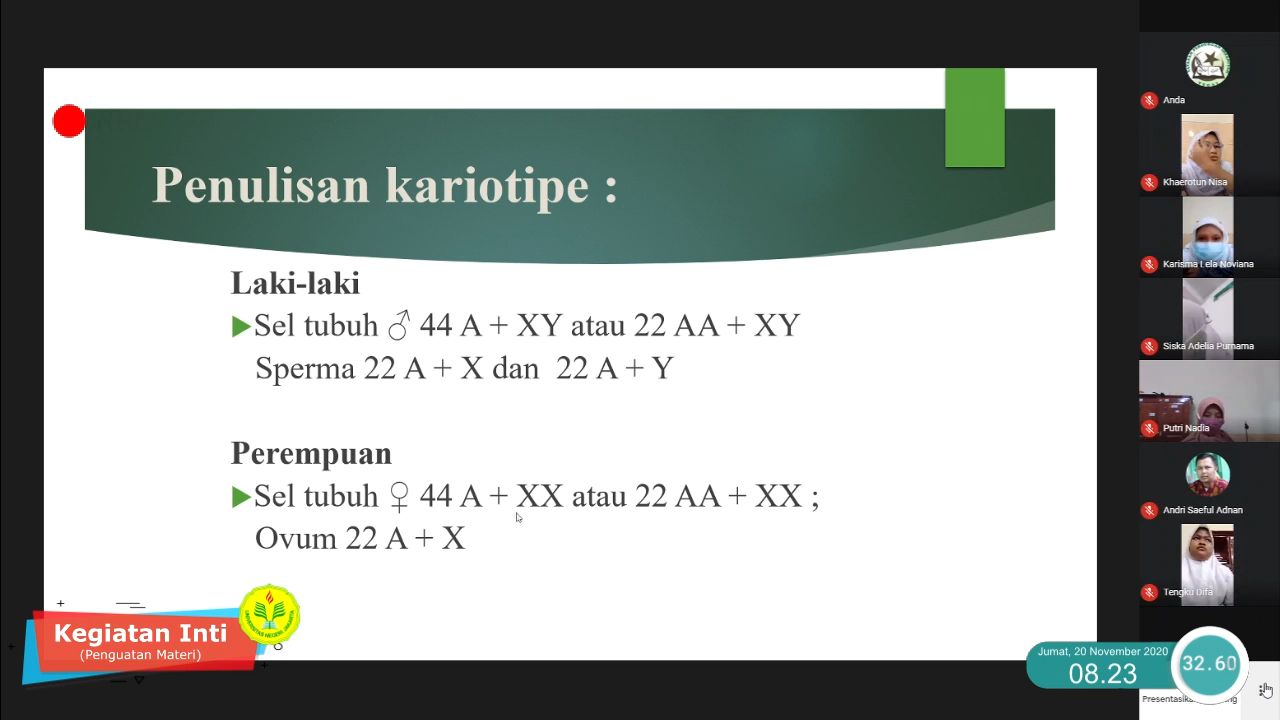 Penulisan kariotipe :
Laki-laki
Sel tubuh ♂ 44 A + XY atau 22 AA + XY
Sperma 22 A + X dan 22 A + Y
Perempuan
Sel tubuh ♀ 44 A + XX atau 22 AA + XX ;
Ovum 22 A + X
Kegiatan Inti
(Penguatan Materi)
Anda
Khaerotun Nisa
Karisma Lela Noviana
Siska Adelia Purnama
Putri Nadia
Andri Saeful Adnan
Tengku Difa
Jumat, 20 November 2020
08.23
32.60